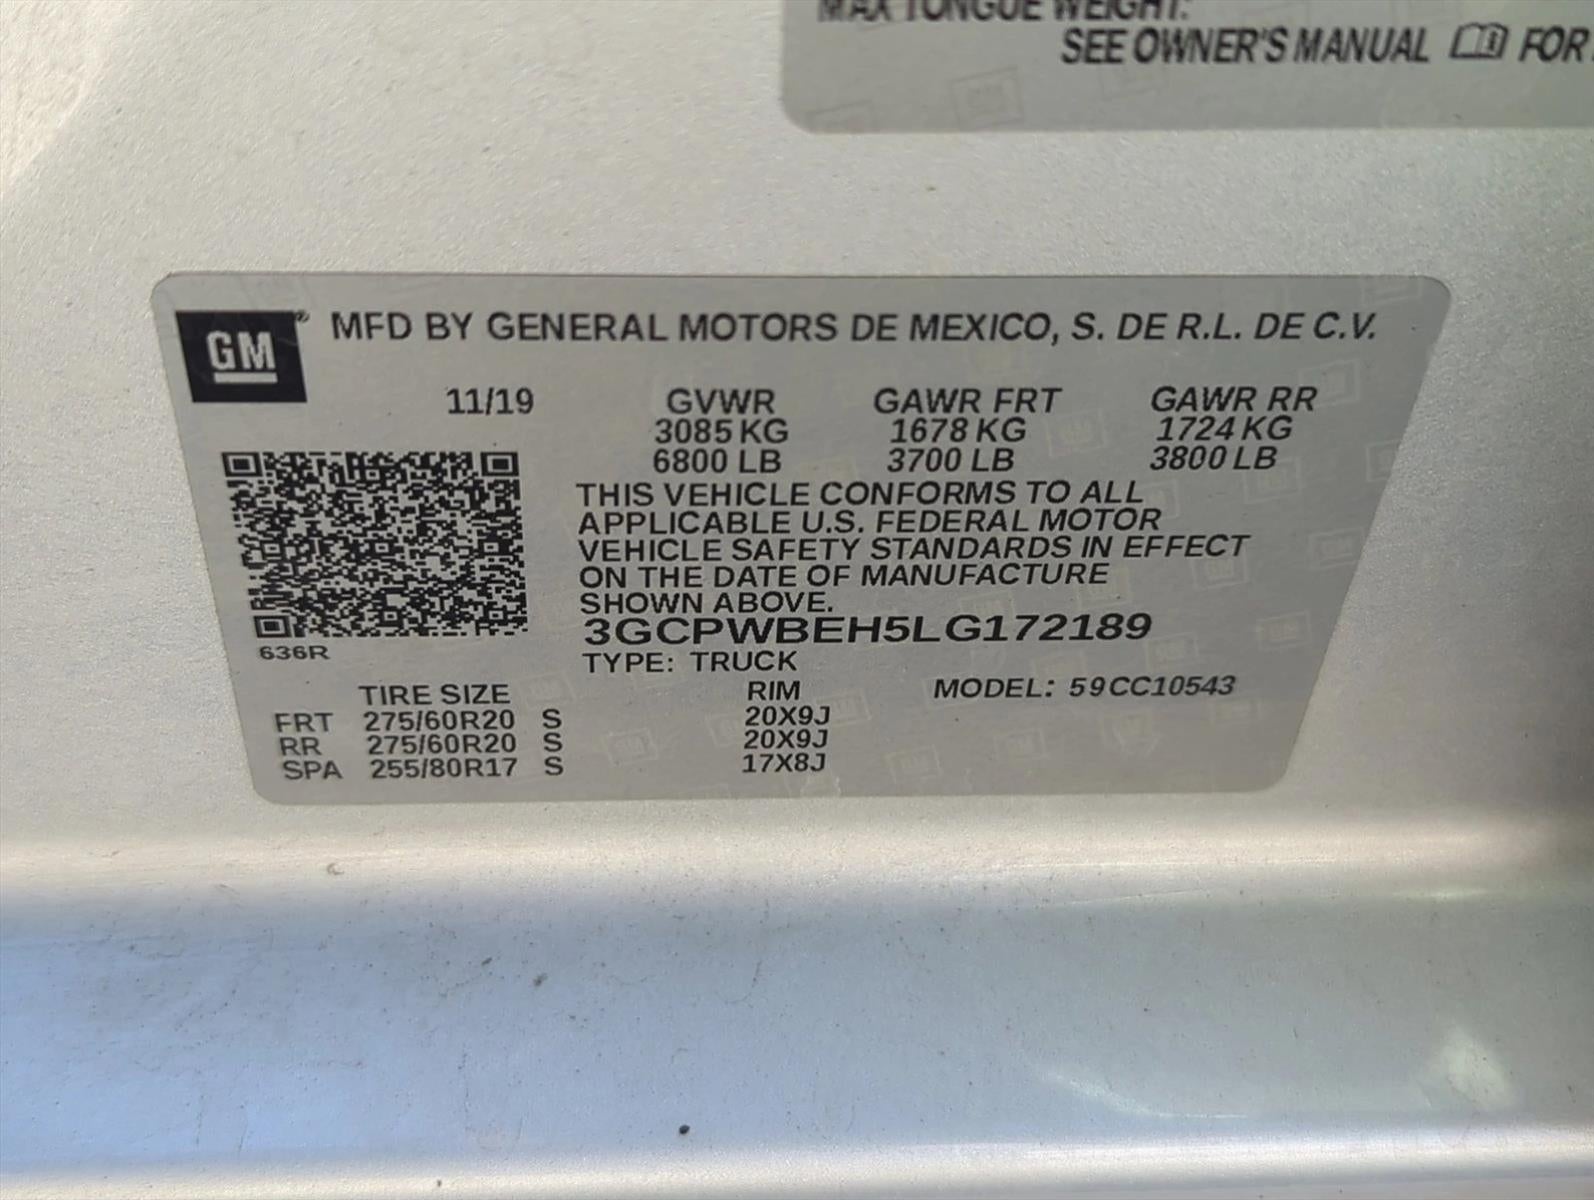 MAX TONGUE WEIGHT:
SEE OWNER'S MANUAL FOR
GM® MFD BY GENERAL MOTORS DE MEXICO, S. DE R.L. DE C.V.
11/19 GVWR GAWR FRT GAWR RR
3085 KG 1678 KG 1724 KG
6800 LB 3700 LB 3800 LB
THIS VEHICLE CONFORMS TO ALL
APPLICABLE U.S. FEDERAL MOTOR
VEHICLE SAFETY STANDARDS IN EFFECT
ON THE DATE OF MANUFACTURE
SHOWN ABOVE.
3GCPWBEH5LG172189
636R
TYPE: TRUCK
TIRE SIZE RIM MODEL: 59CC10543
FRT 275/60R20 S 20X9J
RR 275/60R20 S 20X9J
SPA 255/80R17 S 17X8J